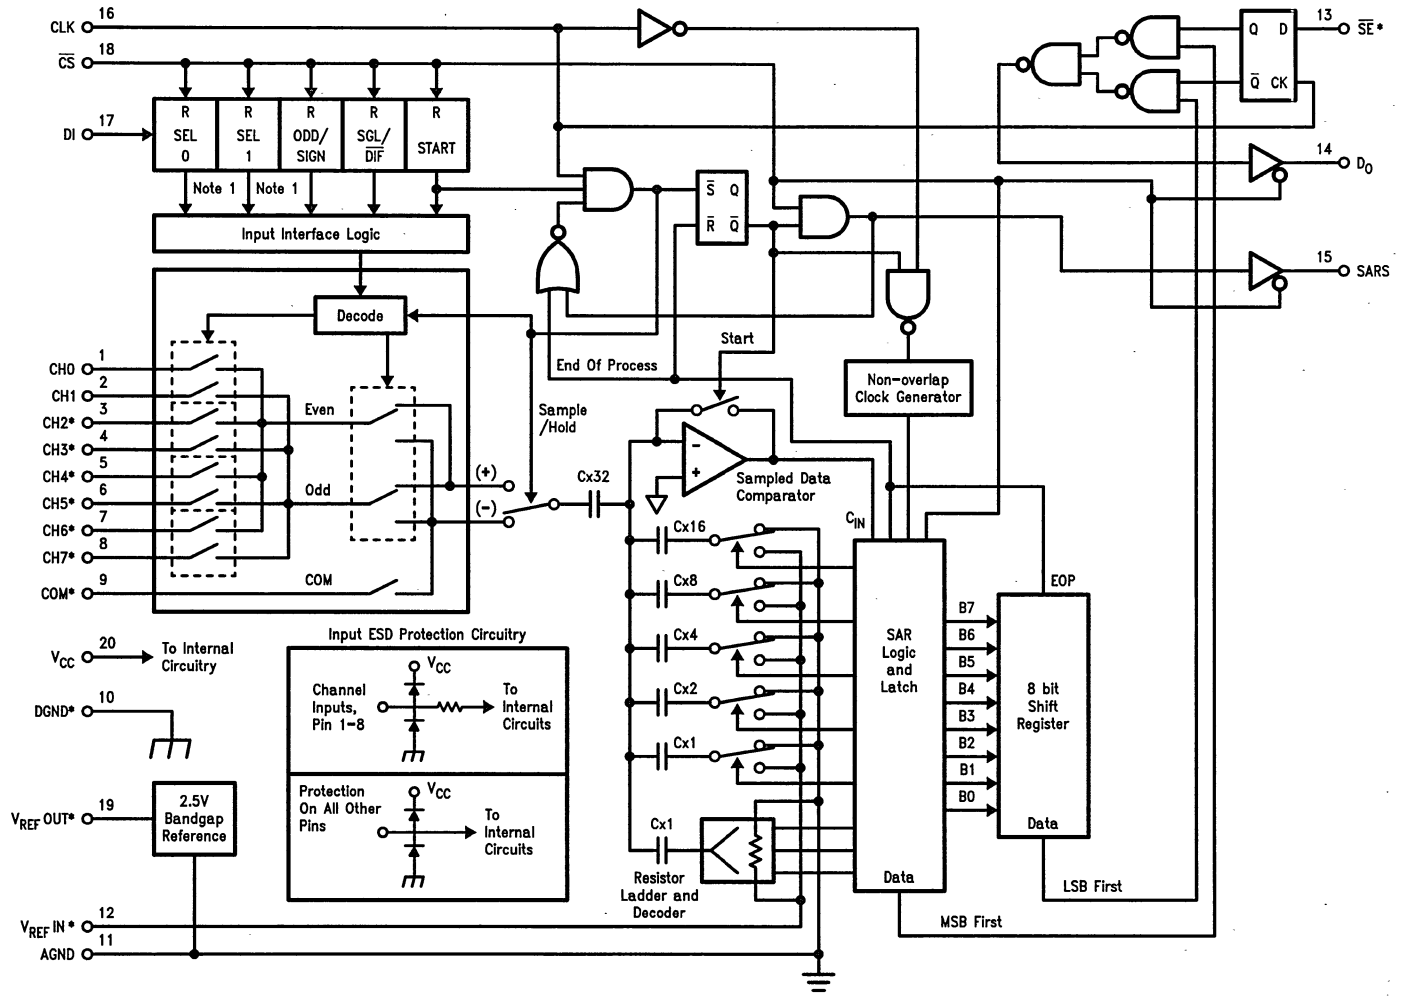 CLK 16
CS 18
DI 17
R
SEL
0
R
SEL
1
R
ODD/
SIGN
R
SGL/
DIF
R
START
Note 1
Note 1
Input Interface Logic
Decode
CH0 1
CH1 2
CH2* 3
CH3* 4
CH4* 5
CH5* 6
CH6* 7
CH7* 8
COM* 9
Even
Odd
COM
(+)
(-)
Sample
/Hold
Cx32
End Of Process
Start
S Q
R Q
Q D
Q CK
13 SE*
14 DO
15 SARS
Non-overlap
Clock Generator
-
+
Sampled Data
Comparator
CIN
Cx16
Cx8
Cx4
Cx2
Cx1
Cx1
Resistor
Ladder and
Decoder
SAR
Logic
and
Latch
Data
B7
B6
B5
B4
B3
B2
B1
B0
EOP
8 bit
Shift
Register
Data
LSB First
MSB First
VCC 20
To Internal
Circuitry
DGND* 10
VREF OUT* 19
2.5V
Bandgap
Reference
VREF IN* 12
AGND 11
Input ESD Protection Circuitry
VCC
Channel
Inputs,
Pin 1-8
To
Internal
Circuits
VCC
Protection
On All Other
Pins
To
Internal
Circuits